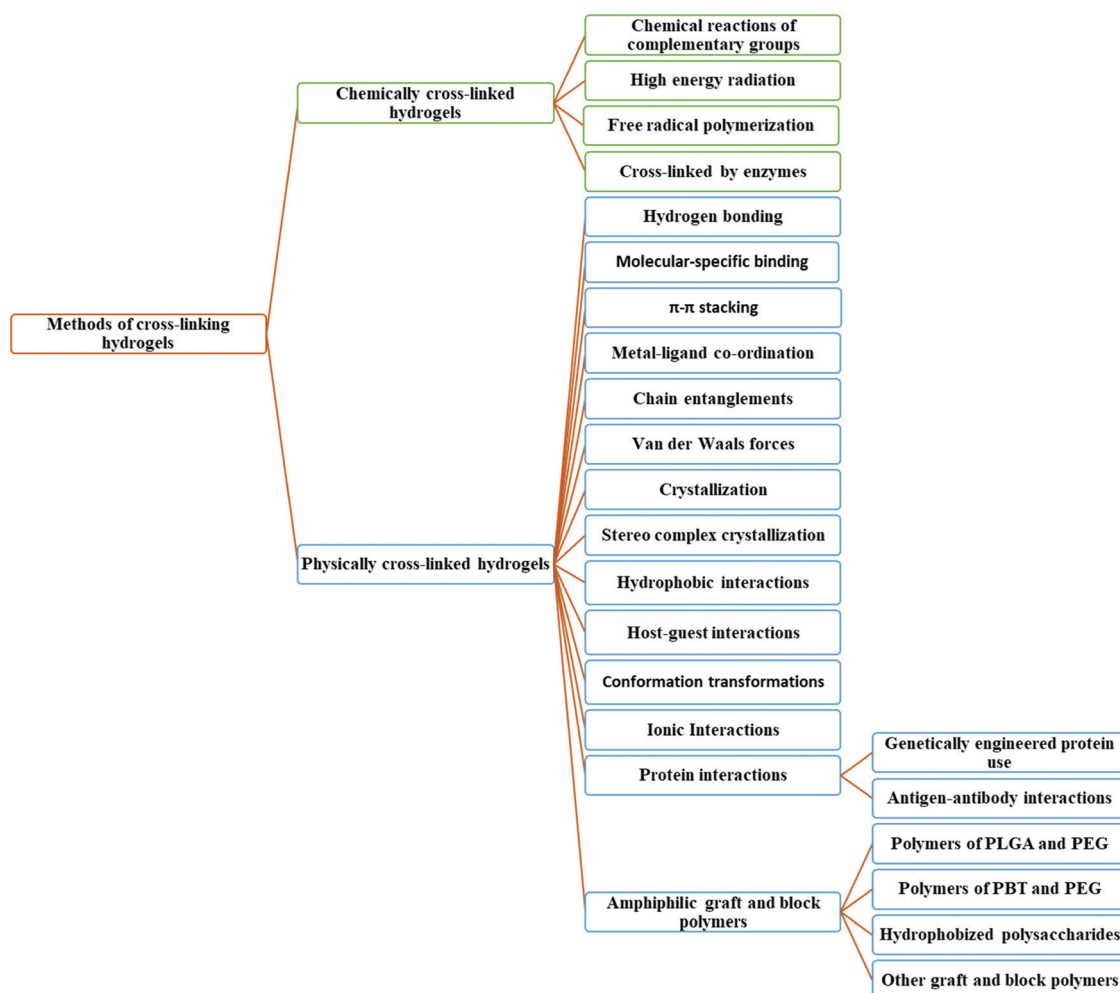 Chemical reactions of
complementary groups
High energy radiation
Chemically cross-linked
hydrogels
Free radical polymerization
Cross-linked by enzymes
Hydrogen bonding
Molecular-specific binding
π-π stacking
Methods of cross-linking
hydrogels
Metal-ligand co-ordination
Chain entanglements
Van der Waals forces
Crystallization
Stereo complex crystallization
Physically cross-linked hydrogels
Hydrophobic interactions
Host-guest interactions
Conformation transformations
Ionic Interactions
Protein interactions
Genetically engineered protein
use
Antigen-antibody interactions
Amphiphilic graft and block
polymers
Polymers of PLGA and PEG
Polymers of PBT and PEG
Hydrophobized polysaccharides
Other graft and block polymers